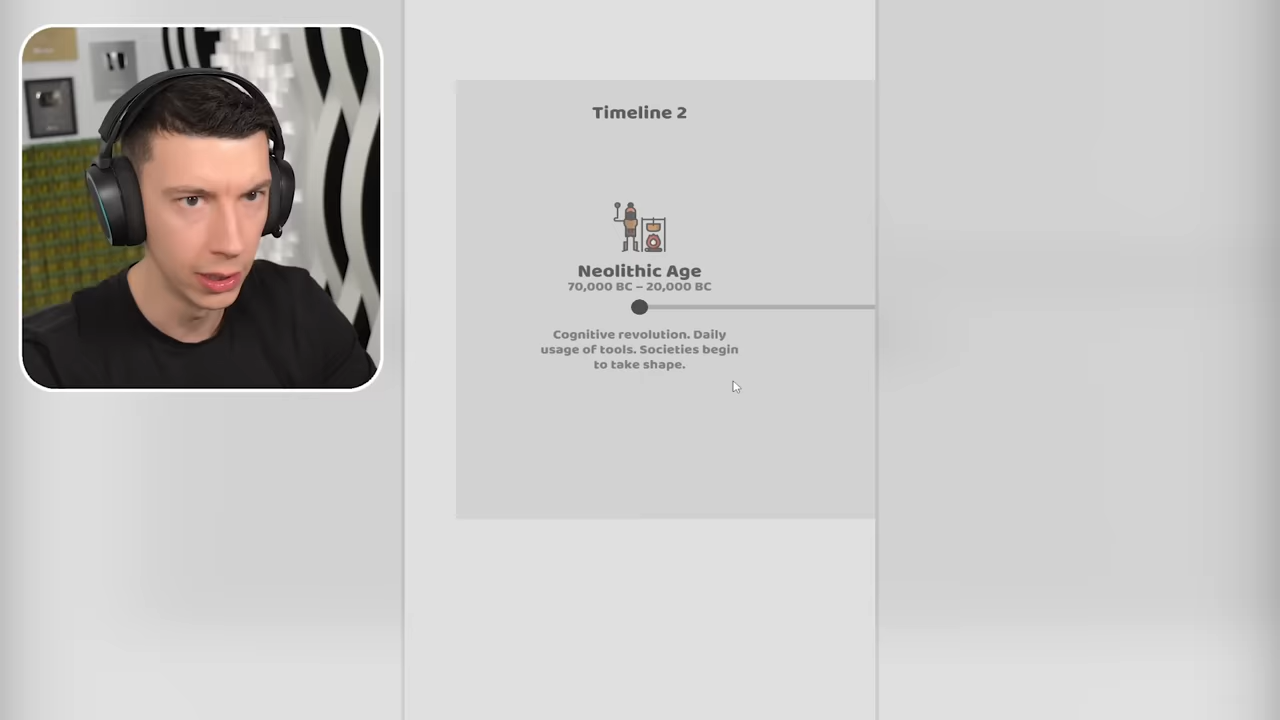 Timeline 2
Neolithic Age
70,000 BC – 20,000 BC
Cognitive revolution. Daily
usage of tools. Societies begin
to take shape.